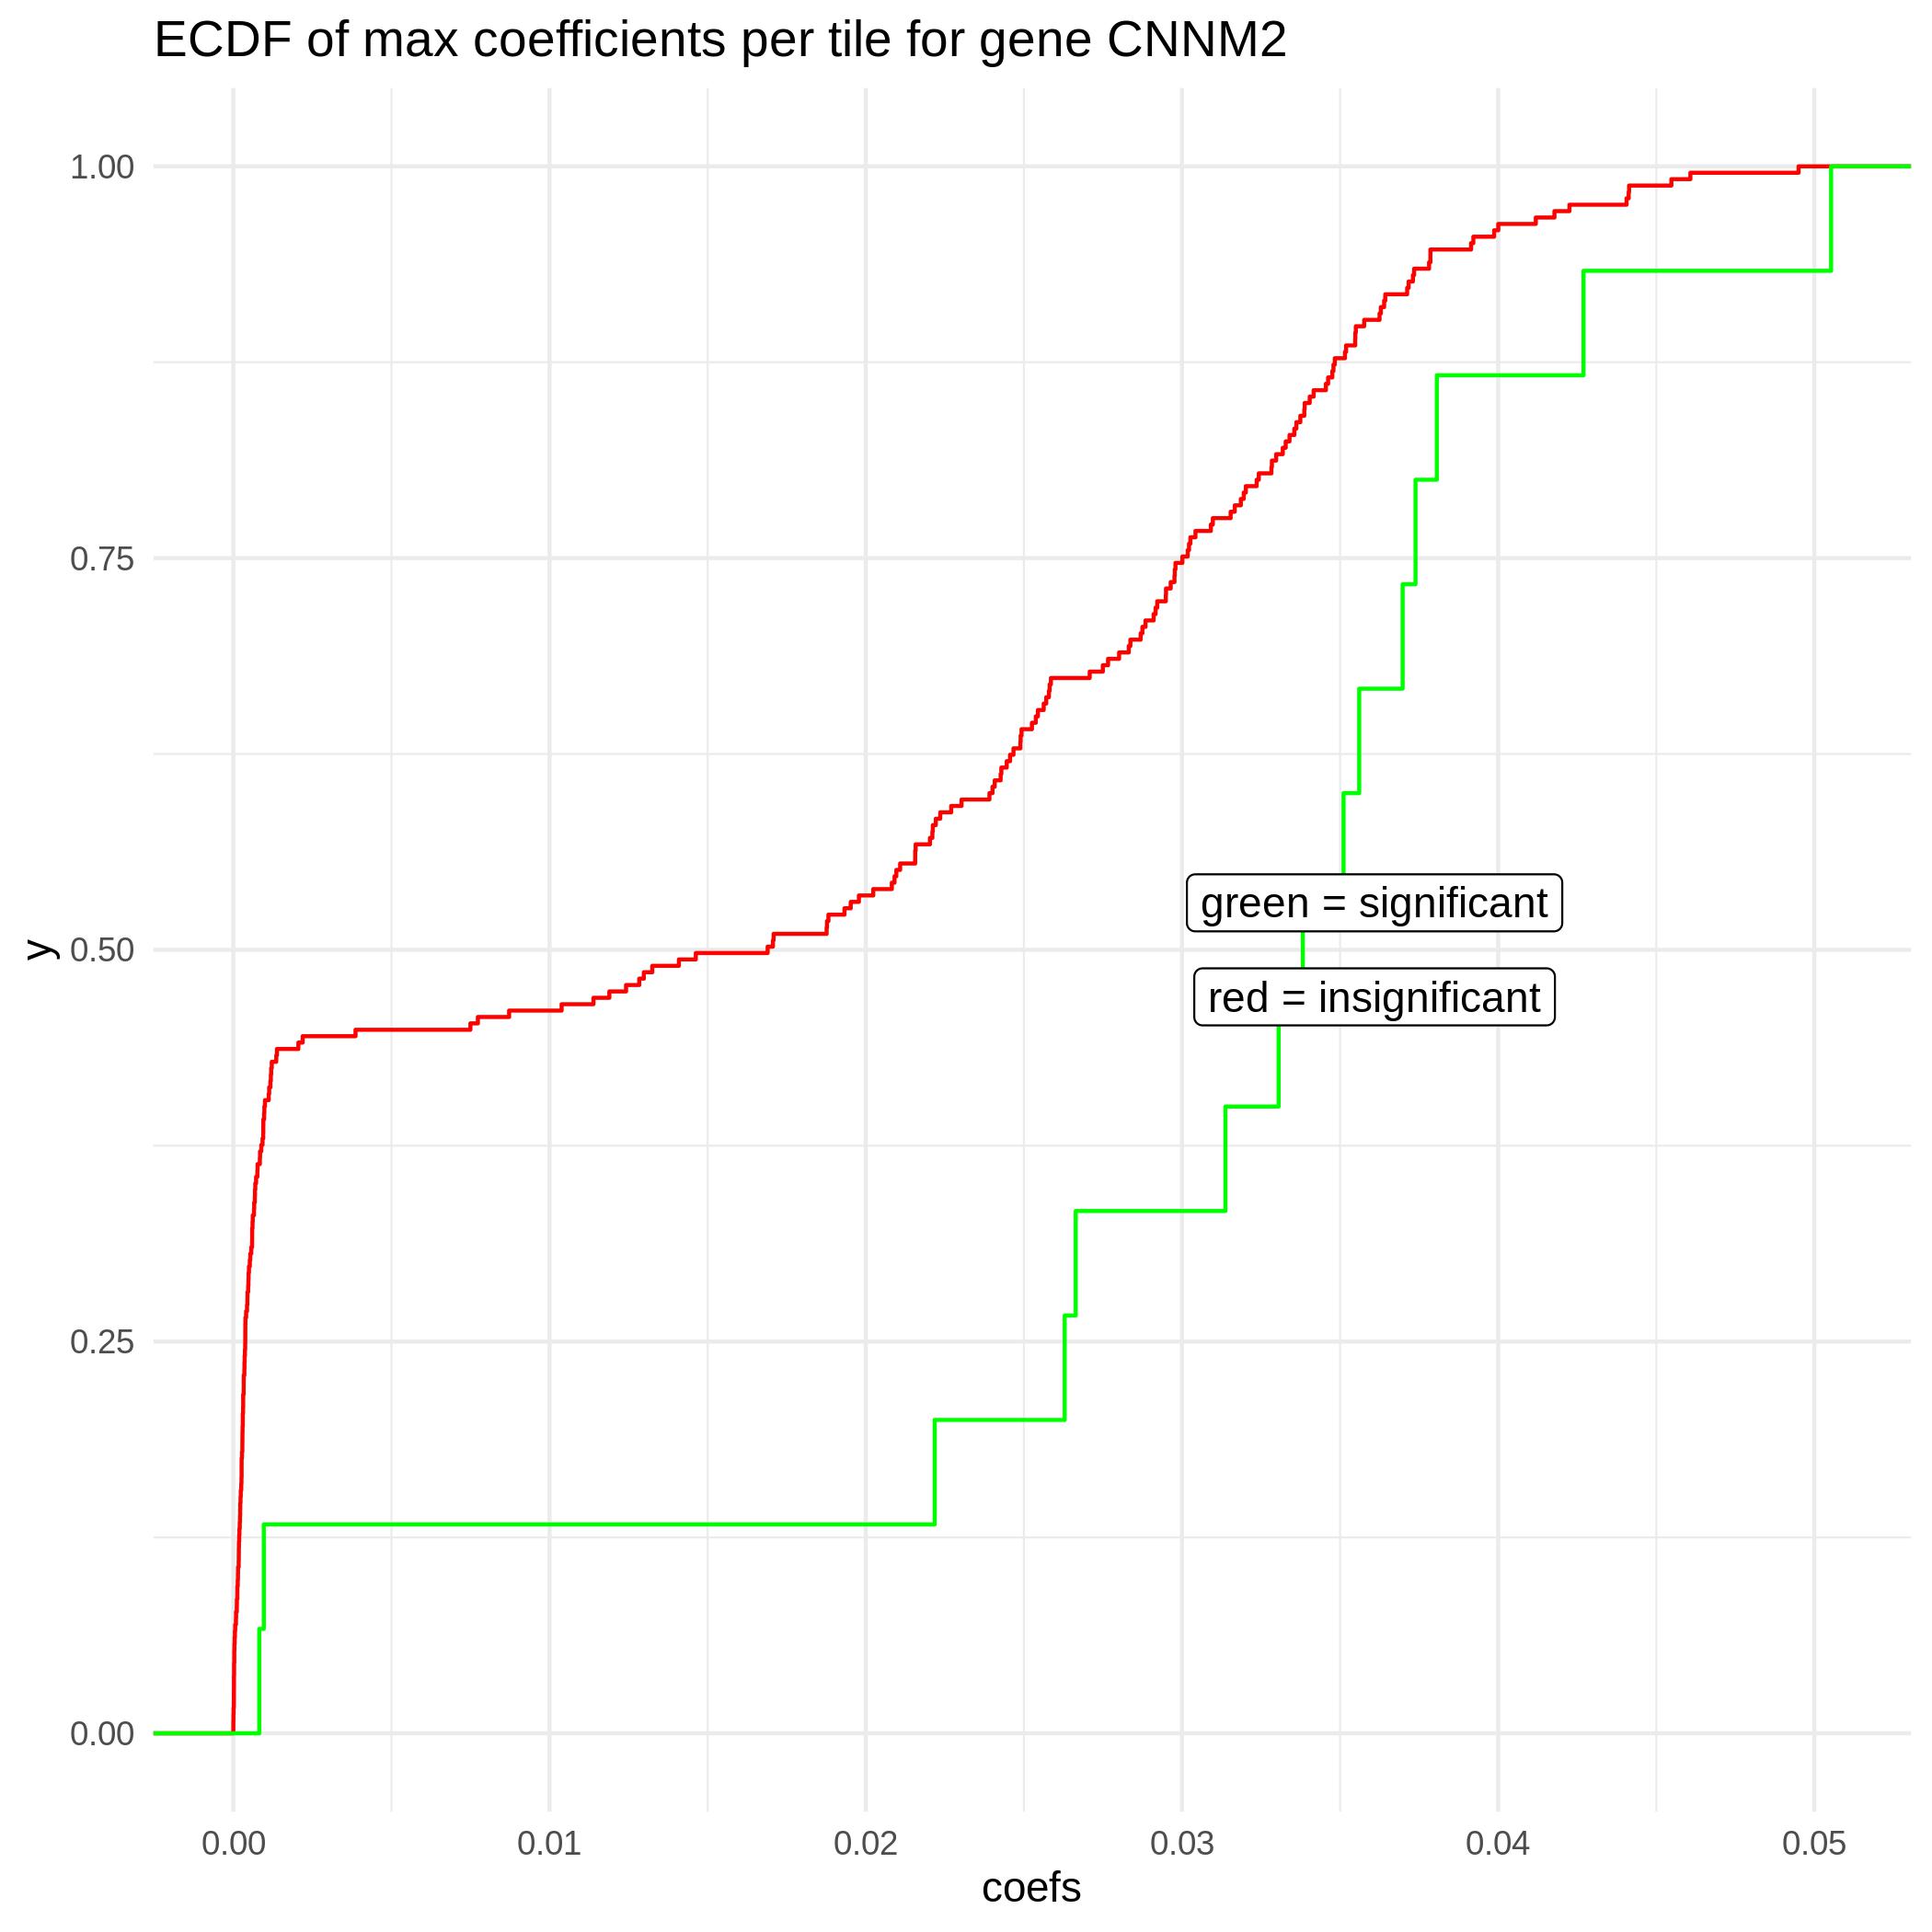 ECDF of max coefficients per tile for gene CNNM2
1.00
0.75
0.50
0.25
0.00
y
green = significant
red = insignificant
0.00 0.01 0.02 0.03 0.04 0.05
coefs